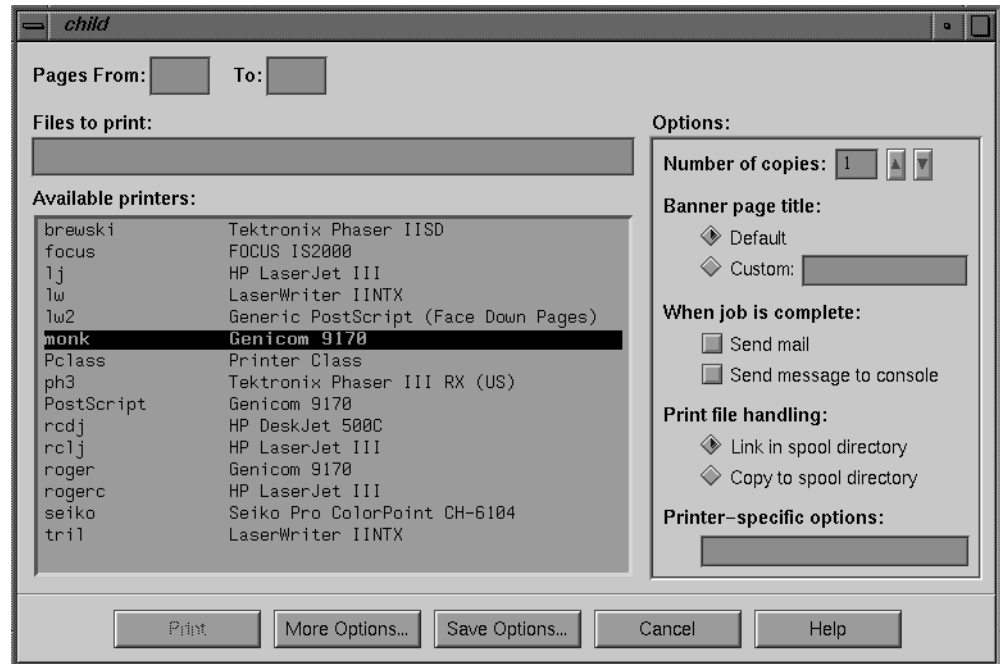 child
Pages From: To:
Files to print:
Available printers:
brewski Tektronix Phaser IISD
focus FOCUS IS2000
lj HP LaserJet III
lw LaserWriter IINTX
lw2 Generic PostScript (Face Down Pages)
monk Genicom 9170
Pclass Printer Class
ph3 Tektronix Phaser III RX (US)
PostScript Genicom 9170
rcdj HP DeskJet 500C
rclj HP LaserJet III
roger Genicom 9170
rogerc HP LaserJet III
seiko Seiko Pro ColorPoint CH-6104
tril LaserWriter IINTX
Options:
Number of copies: 1
Banner page title:
Default
Custom:
When job is complete:
Send mail
Send message to console
Print file handling:
Link in spool directory
Copy to spool directory
Printer-specific options:
Print More Options... Save Options... Cancel Help